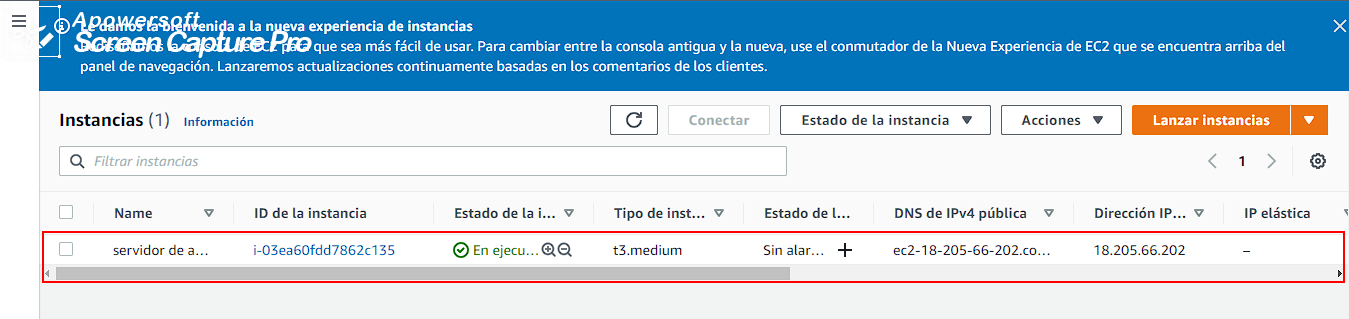 Apowersoft
Screen Capture Pro
Le damos la bienvenida a la nueva experiencia de instancias
para que sea más fácil de usar. Para cambiar entre la consola antigua y la nueva, use el conmutador de la Nueva Experiencia de EC2 que se encuentra arriba del
panel de navegación. Lanzaremos actualizaciones continuamente basadas en los comentarios de los clientes.
Instancias (1) Información Conectar Estado de la instancia Acciones Lanzar instancias
Filtrar instancias 1
Name ID de la instancia Estado de la i... Tipo de inst... Estado de l... DNS de IPv4 pública Dirección IP... IP elástica
servidor de a... i-03ea60fdd7862c135 En ejecu... t3.medium Sin alar... ec2-18-205-66-202.co... 18.205.66.202 –